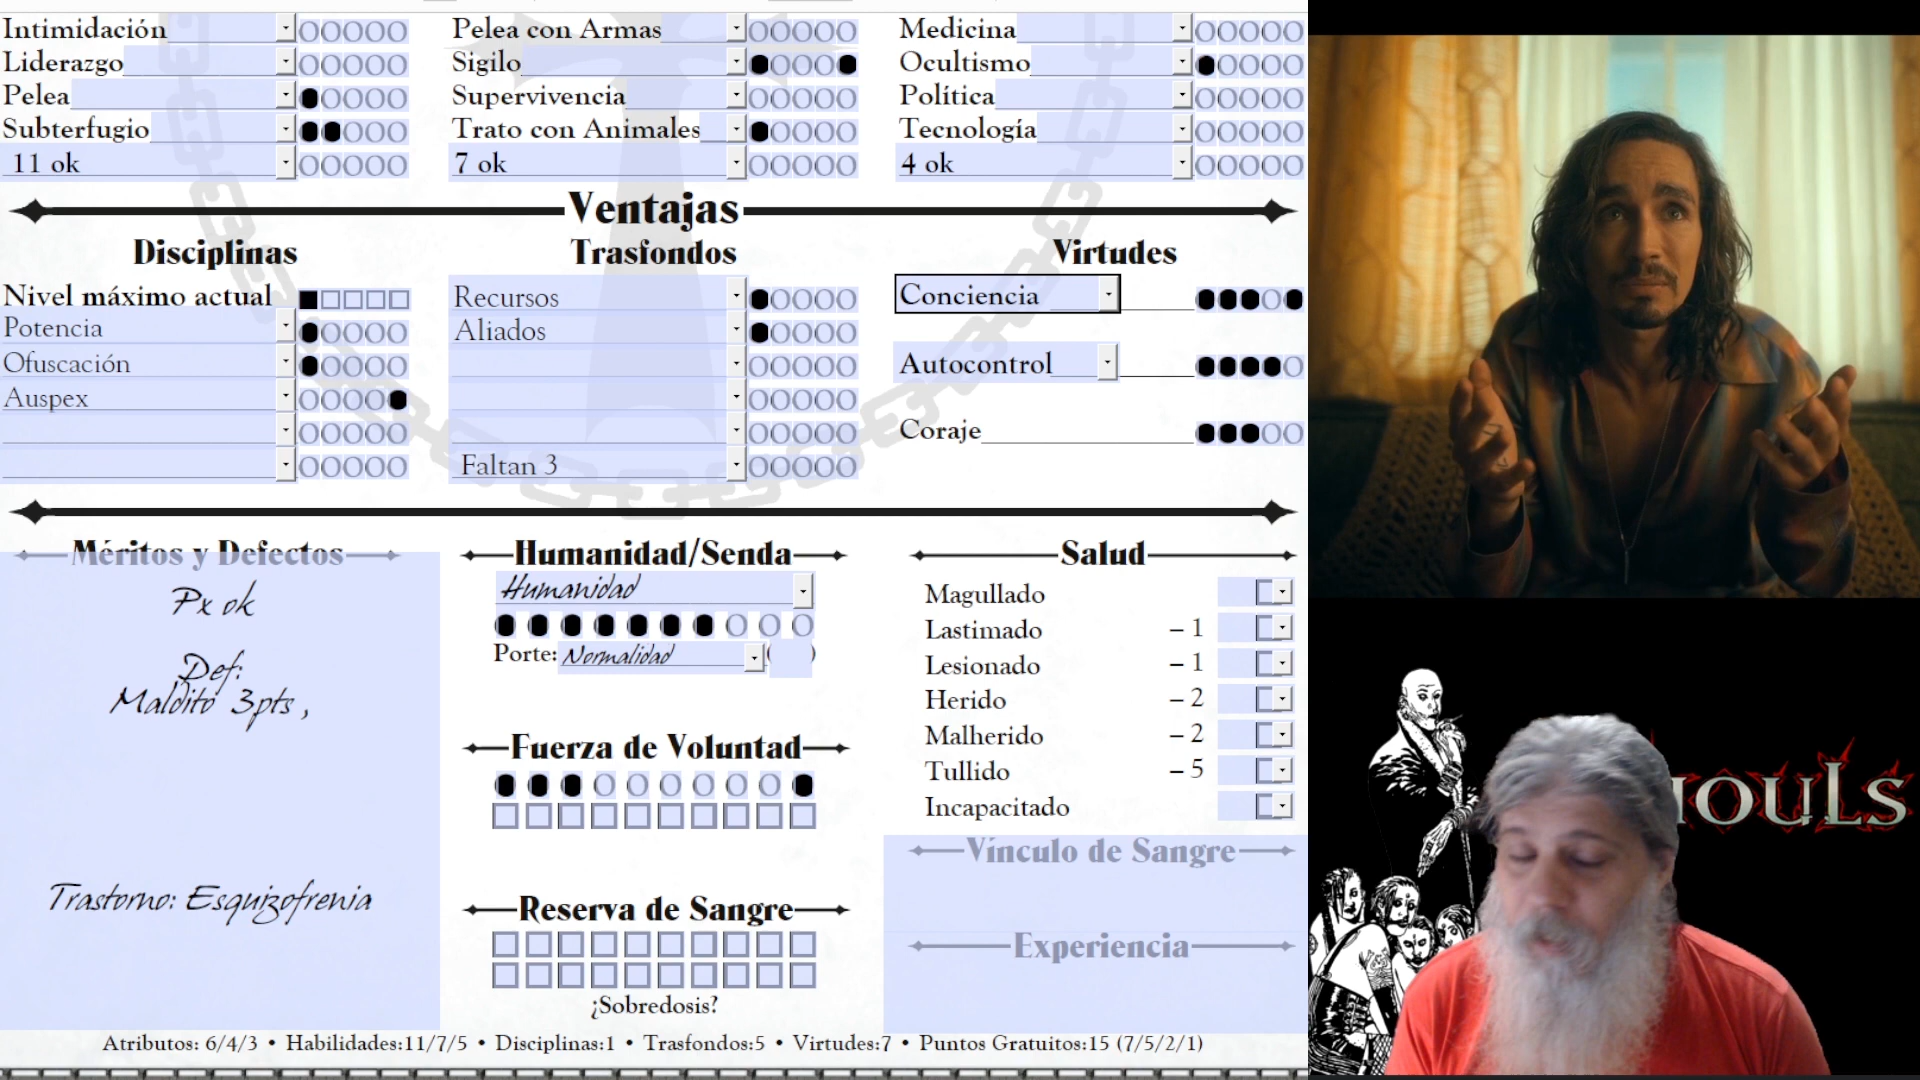 Intimidación
Pelea con Armas
Medicina
Liderazgo
Sigilo
Ocultismo
Pelea
Supervivencia
Política
Subterfugio
Trato con Animales
Tecnología
11 ok
7 ok
4 ok
Ventajas
Disciplinas
Trasfondos
Virtudes
Nivel máximo actual
Recursos
Conciencia
Potencia
Aliados
Ofuscación
Autocontrol
Auspex
Coraje
Faltan 3
Méritos y Defectos
Px ok
Def:
Maldito 3pts ,
Trastorno: Esquizofrenia
Humanidad/Senda
Humanidad
Porte: Normalidad ( )
Fuerza de Voluntad
Reserva de Sangre
¿Sobredosis?
Salud
Magullado
Lastimado - 1
Lesionado - 1
Herido - 2
Malherido - 2
Tullido - 5
Incapacitado
Vínculo de Sangre
Experiencia
Atributos: 6/4/3 • Habilidades:11/7/5 • Disciplinas:1 • Trasfondos:5 • Virtudes:7 • Puntos Gratuitos:15 (7/5/2/1)